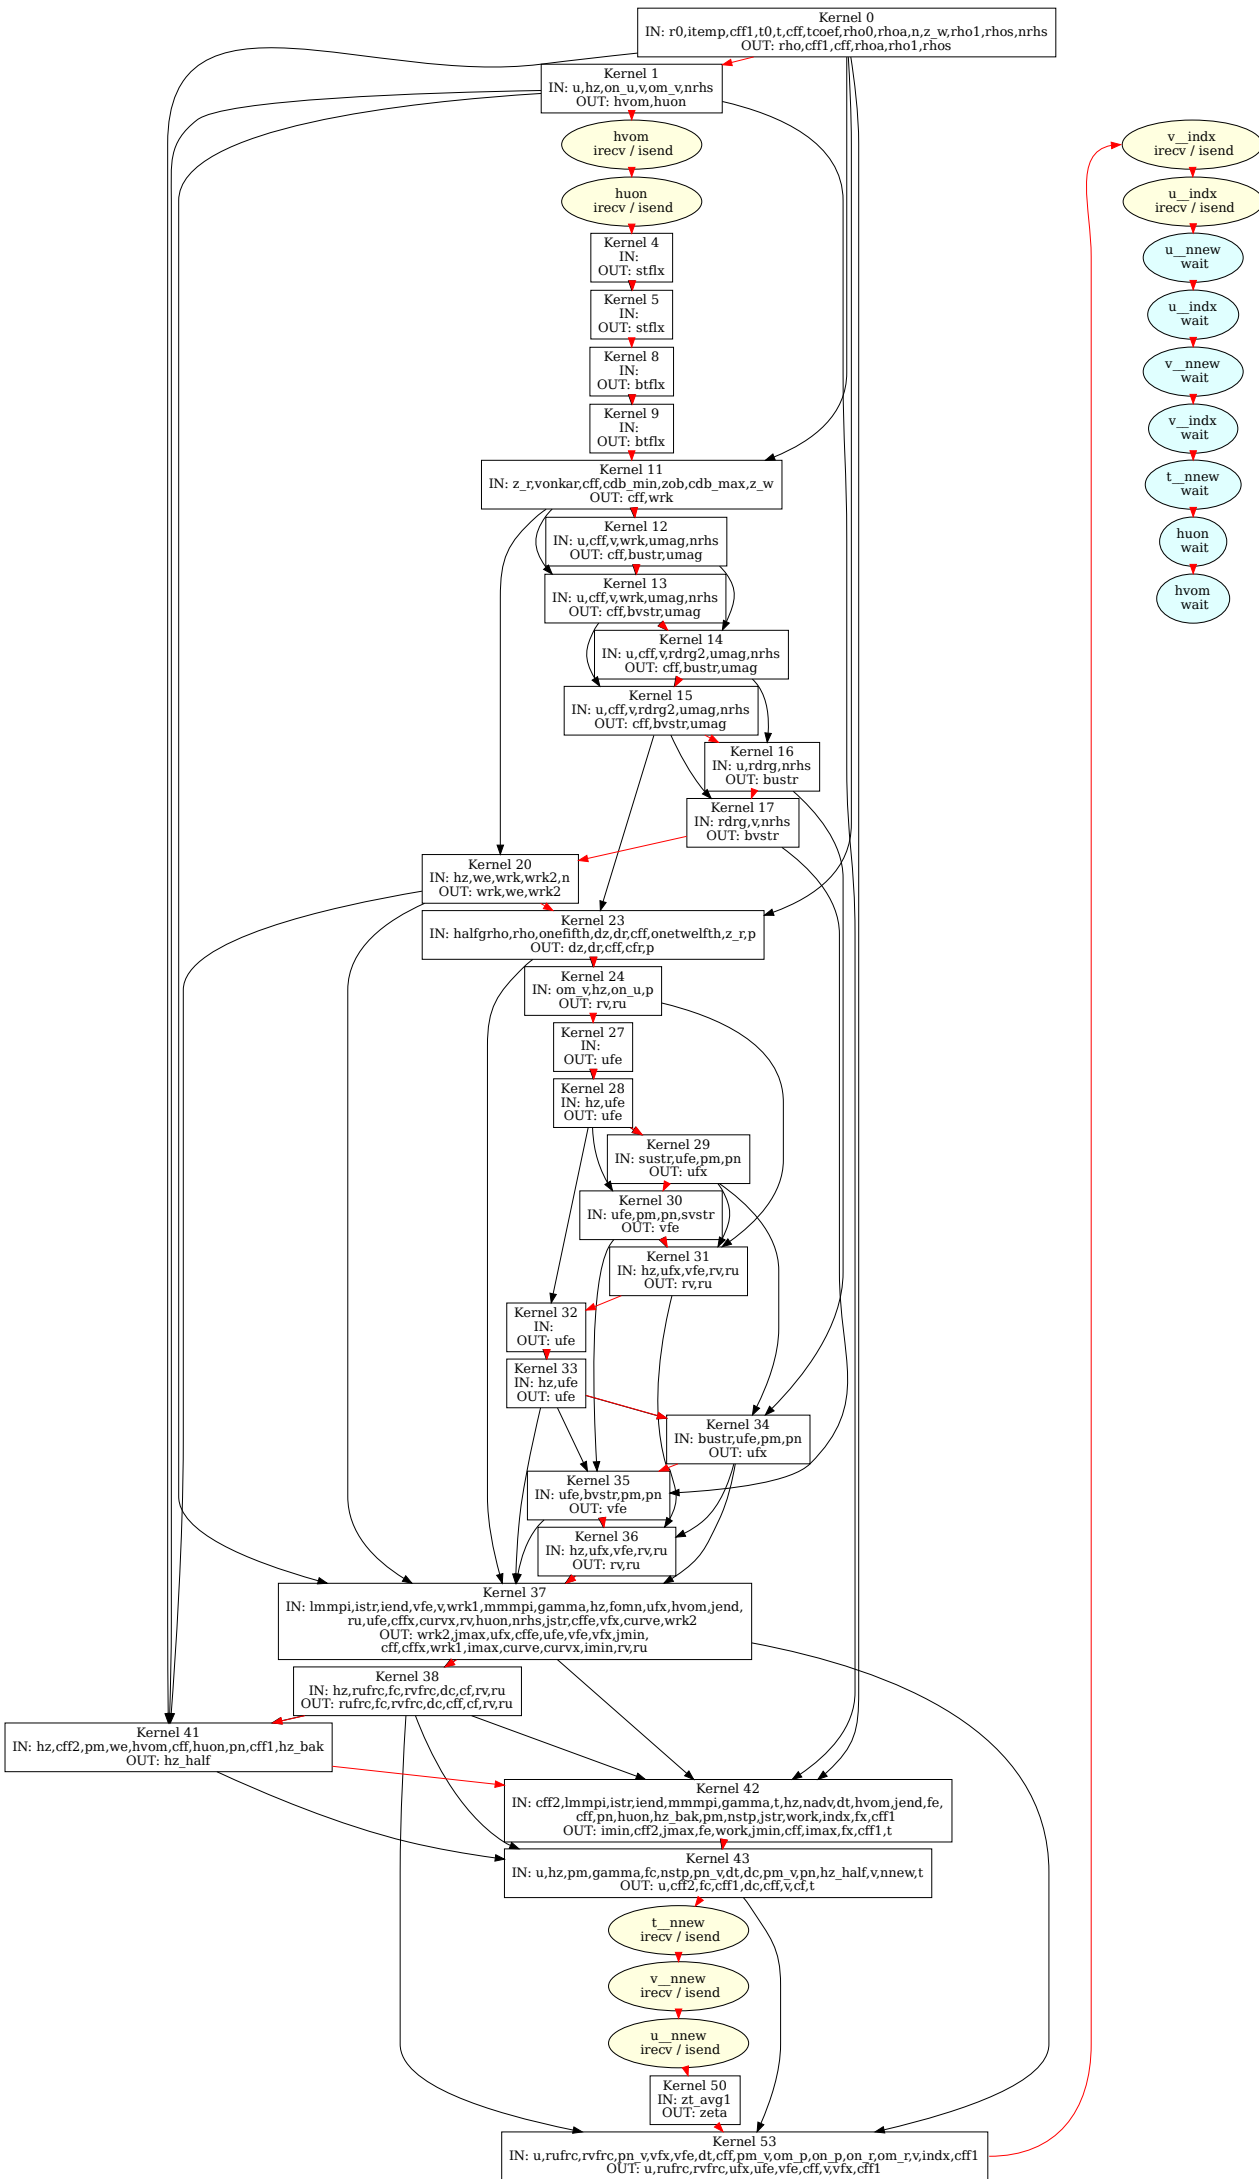 Kernel 0
IN: r0,itemp,cff1,t0,t,cff,tcoef,rho0,rhoa,n,z_w,rho1,rhos,nrhs
OUT: rho,cff1,cff,rhoa,rho1,rhos
Kernel 1
IN: u,hz,on_u,v,om_v,nrhs
OUT: hvom,huon
hvom
irecv / isend
huon
irecv / isend
Kernel 4
IN:
OUT: stflx
Kernel 5
IN:
OUT: stflx
Kernel 8
IN:
OUT: btflx
Kernel 9
IN:
OUT: btflx
Kernel 11
IN: z_r,vonkar,cff,cdb_min,zob,cdb_max,z_w
OUT: cff,wrk
Kernel 12
IN: u,cff,v,wrk,umag,nrhs
OUT: cff,bustr,umag
Kernel 13
IN: u,cff,v,wrk,umag,nrhs
OUT: cff,bvstr,umag
Kernel 14
IN: u,cff,v,rdrg2,umag,nrhs
OUT: cff,bustr,umag
Kernel 15
IN: u,cff,v,rdrg2,umag,nrhs
OUT: cff,bvstr,umag
Kernel 16
IN: u,rdrg,nrhs
OUT: bustr
Kernel 17
IN: rdrg,v,nrhs
OUT: bvstr
Kernel 20
IN: hz,we,wrk,wrk2,n
OUT: wrk,we,wrk2
Kernel 23
IN: halfgrho,rho,onefifth,dz,dr,cff,onetwelfth,z_r,p
OUT: dz,dr,cff,cfr,p
Kernel 24
IN: om_v,hz,on_u,p
OUT: rv,ru
Kernel 27
IN:
OUT: ufe
Kernel 28
IN: hz,ufe
OUT: ufe
Kernel 29
IN: sustr,ufe,pm,pn
OUT: ufx
Kernel 30
IN: ufe,pm,pn,svstr
OUT: vfe
Kernel 31
IN: hz,ufx,vfe,rv,ru
OUT: rv,ru
Kernel 32
IN:
OUT: ufe
Kernel 33
IN: hz,ufe
OUT: ufe
Kernel 34
IN: bustr,ufe,pm,pn
OUT: ufx
Kernel 35
IN: ufe,bvstr,pm,pn
OUT: vfe
Kernel 36
IN: hz,ufx,vfe,rv,ru
OUT: rv,ru
Kernel 37
IN: lmmpi,istr,iend,vfe,v,wrk1,mmmpi,gamma,hz,fomn,ufx,hvom,jend,
ru,ufe,cffx,curvx,rv,huon,nrhs,jstr,cffe,vfx,curve,wrk2
OUT: wrk2,jmax,ufx,cffe,ufe,vfe,vfx,jmin,
cff,cffx,wrk1,imax,curve,curvx,imin,rv,ru
Kernel 38
IN: hz,rufrc,fc,rvfrc,dc,cf,rv,ru
OUT: rufrc,fc,rvfrc,dc,cff,cf,rv,ru
Kernel 41
IN: hz,cff2,pm,we,hvom,cff,huon,pn,cff1,hz_bak
OUT: hz_half
Kernel 42
IN: cff2,lmmpi,istr,iend,mmmpi,gamma,t,hz,nadv,dt,hvom,jend,fe,
cff,pn,huon,hz_bak,pm,nstp,jstr,work,indx,fx,cff1
OUT: imin,cff2,jmax,fe,work,jmin,cff,imax,fx,cff1,t
Kernel 43
IN: u,hz,pm,gamma,fc,nstp,pn_v,dt,dc,pm_v,pn,hz_half,v,nnew,t
OUT: u,cff2,fc,cff1,dc,cff,v,cf,t
t__nnew
irecv / isend
v__nnew
irecv / isend
u__nnew
irecv / isend
Kernel 50
IN: zt_avg1
OUT: zeta
Kernel 53
IN: u,rufrc,rvfrc,pn_v,vfx,vfe,dt,cff,pm_v,om_p,on_p,on_r,om_r,v,indx,cff1
OUT: u,rufrc,rvfrc,ufx,ufe,vfe,cff,v,vfx,cff1
v__indx
irecv / isend
u__indx
irecv / isend
u__nnew
wait
u__indx
wait
v__nnew
wait
v__indx
wait
t__nnew
wait
huon
wait
hvom
wait